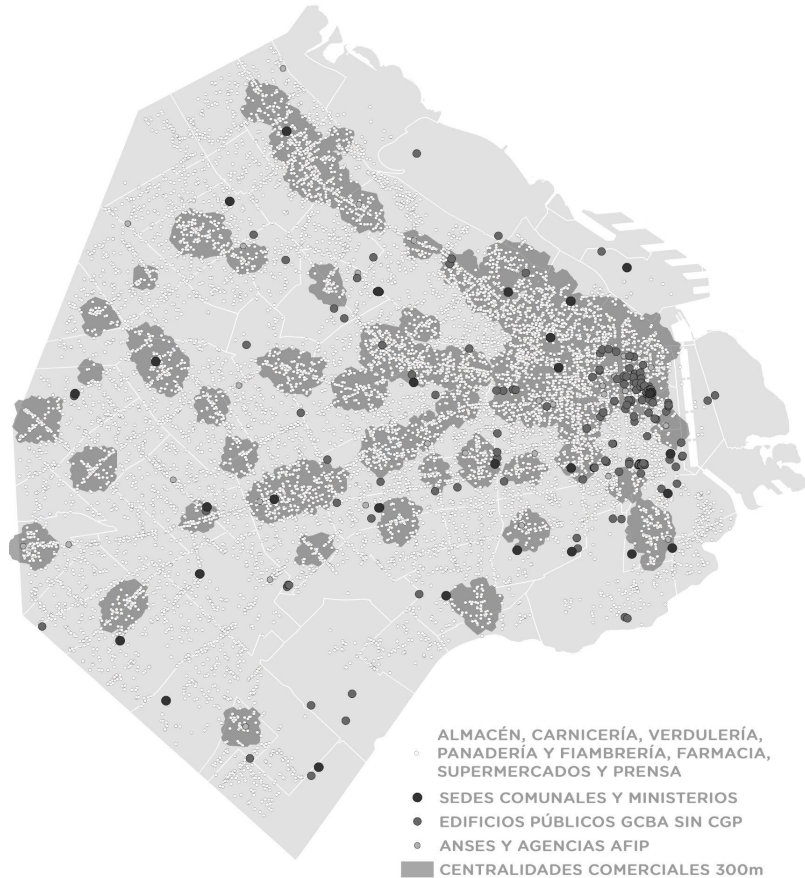 ALMACÉN, CARNICERÍA, VERDULERÍA,
PANADERÍA Y FIAMBRERÍA, FARMACIA,
SUPERMERCADOS Y PRENSA
SEDES COMUNALES Y MINISTERIOS
EDIFICIOS PÚBLICOS GCBA SIN CGP
ANSES Y AGENCIAS AFIP
CENTRALIDADES COMERCIALES 300m